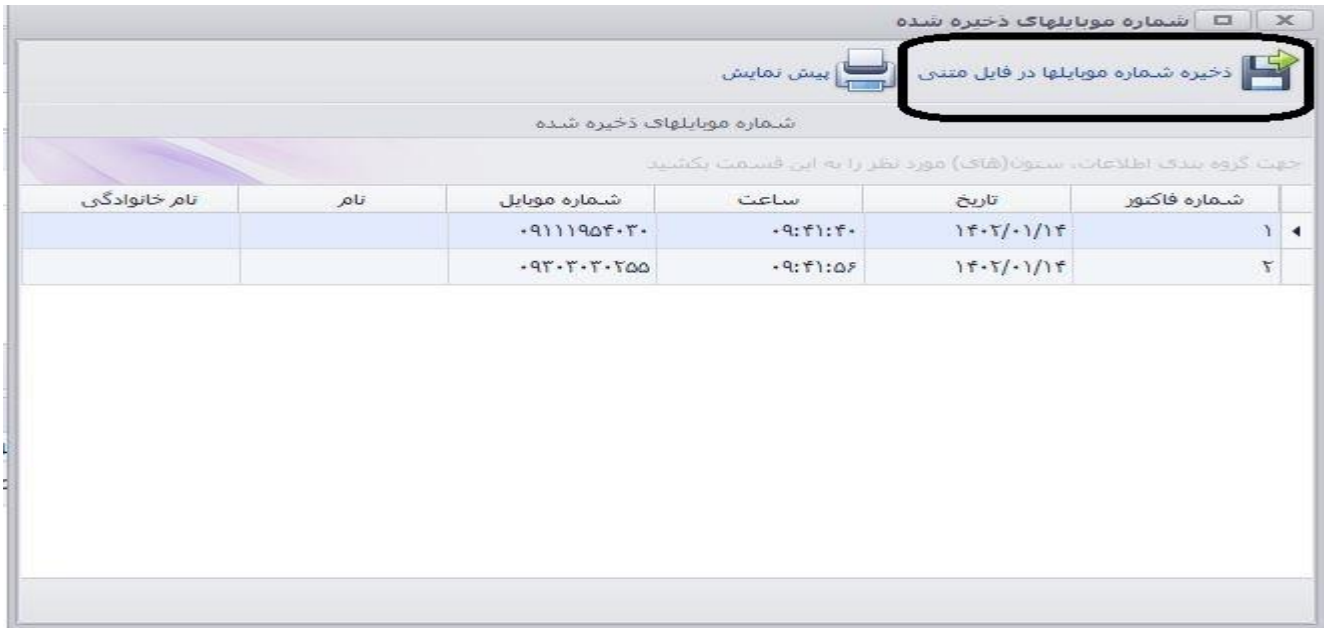 شماره موبایلهای ذخیره شده
ذخیره شماره موبایلها در فایل متنی پیش نمایش
شماره موبایلهای ذخیره شده
جهت گروه بندی اطلاعات، ستون(های) مورد نظر را به این قسمت بکشید
شماره فاکتور تاریخ ساعت شماره موبایل نام نام خانوادگی
۱ ۱۴۰۲/۰۱/۱۴ ۰۹:۴۱:۴۰ ۰۹۱۱۱۹۵۴۰۳۰
۲ ۱۴۰۲/۰۱/۱۴ ۰۹:۴۱:۵۶ ۰۹۳۰۳۰۳۰۲۵۵